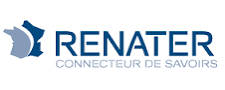 RENATER
CONNECTEUR DE SAVOIRS